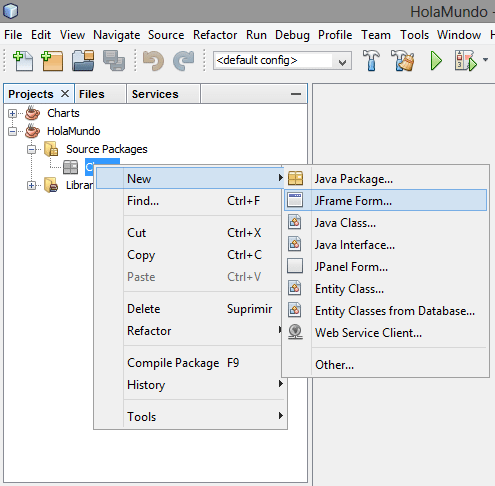 HolaMundo -
File Edit View Navigate Source Refactor Run Debug Profile Team Tools Window
<default config>
Projects Files Services
Charts
HolaMundo
Source Packages
New
Find... Ctrl+F
Cut Ctrl+X
Copy Ctrl+C
Paste Ctrl+V
Delete Suprimir
Refactor
Compile Package F9
History
Tools
Java Package...
JFrame Form...
Java Class...
Java Interface...
JPanel Form...
Entity Class...
Entity Classes from Database...
Web Service Client...
Other...